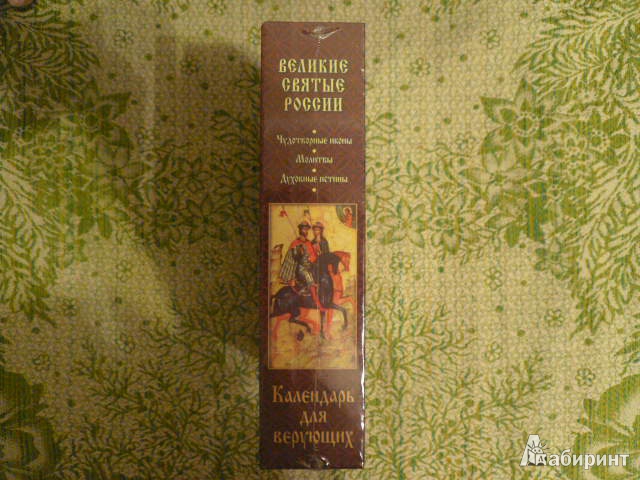 Великие
святые
России
Чудотворные иконы
Молитвы
Духовные истины
Календарь
для
верующих
Лабиринт